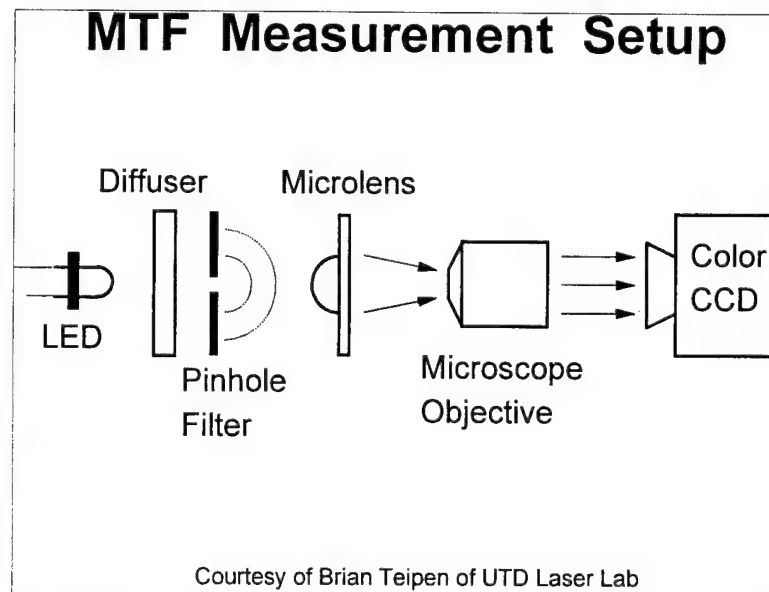 MTF Measurement Setup
Diffuser
Microlens
LED
Pinhole
Filter
Microscope
Objective
Color
CCD
Courtesy of Brian Teipen of UTD Laser Lab